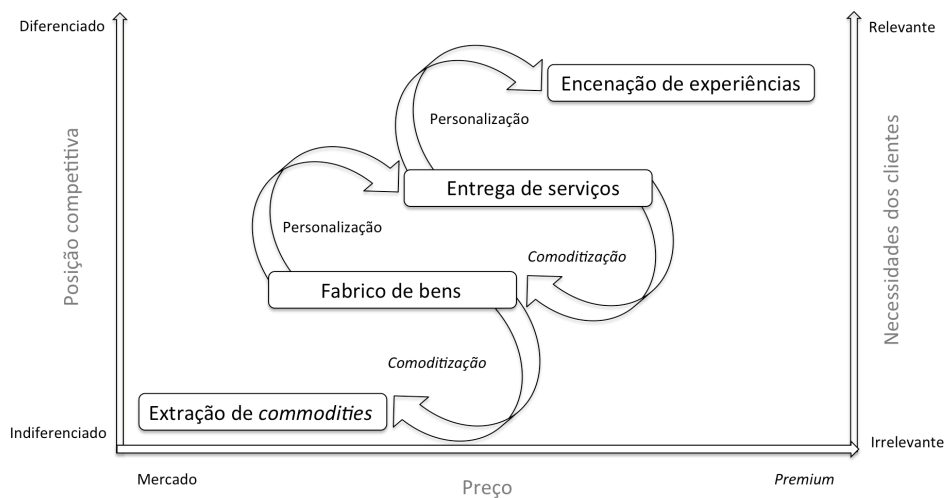 Diferenciado
Relevante
Encenação de experiências
Personalização
Entrega de serviços
Posição competitiva
Necessidades dos clientes
Personalização
Comoditização
Fabrico de bens
Comoditização
Extração de commodities
Indiferenciado
Irrelevante
Mercado
Premium
Preço